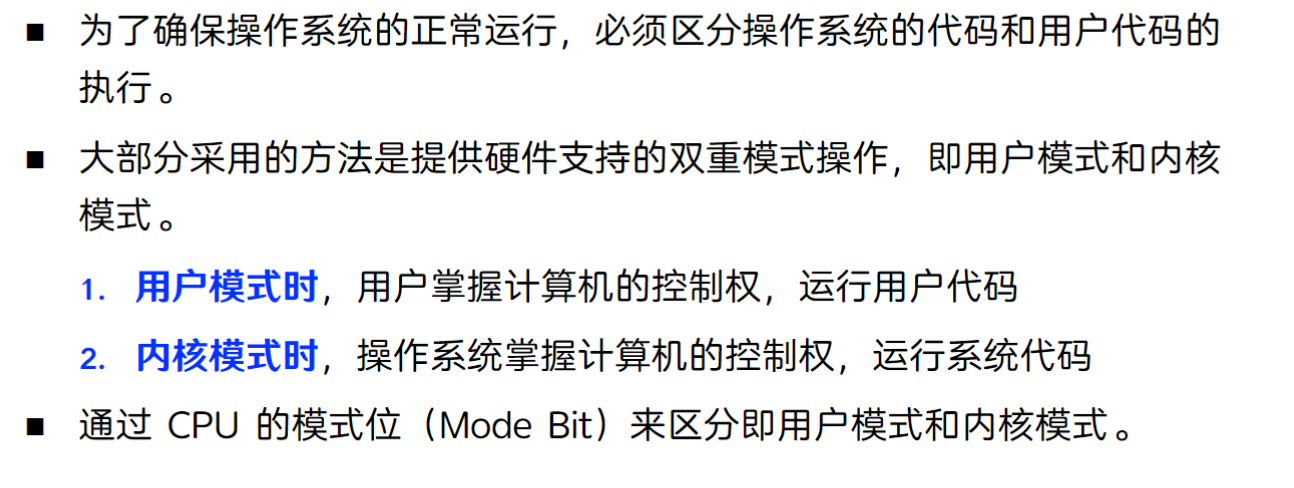 ■ 为了确保操作系统的正常运行，必须区分操作系统的代码和用户代码的
执行。
■ 大部分采用的方法是提供硬件支持的双重模式操作，即用户模式和内核
模式。
1. 用户模式时，用户掌握计算机的控制权，运行用户代码
2. 内核模式时，操作系统掌握计算机的控制权，运行系统代码
■ 通过 CPU 的模式位（Mode Bit）来区分即用户模式和内核模式。